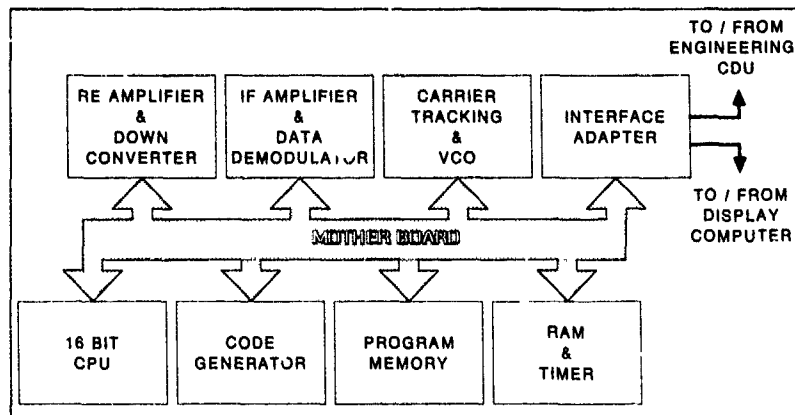 TO / FROM
ENGINEERING
CDU
RE AMPLIFIER
&
DOWN
CONVERTER
IF AMPLIFIER
&
DATA
DEMODULATOR
CARRIER
TRACKING
&
VCO
INTERFACE
ADAPTER
TO / FROM
DISPLAY
COMPUTER
MOTHER BOARD
16 BIT
CPU
CODE
GENERATOR
PROGRAM
MEMORY
RAM
&
TIMER